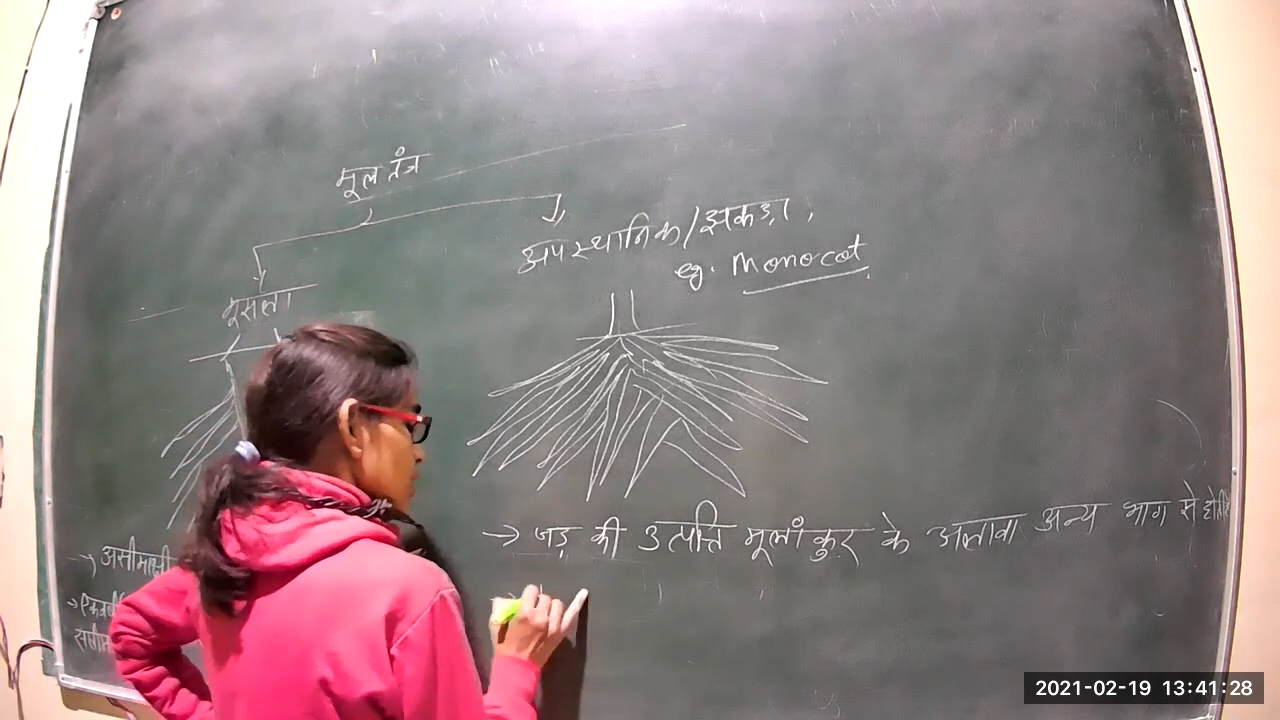 मूल तंत्र
अपस्थानिक/झकड़ा,
eg. Monocot
मूसला
→ जड़ की उत्पत्ति मूलांकुर के अलावा अन्य भाग से होती है
→
→
2021-02-19 13:41:28